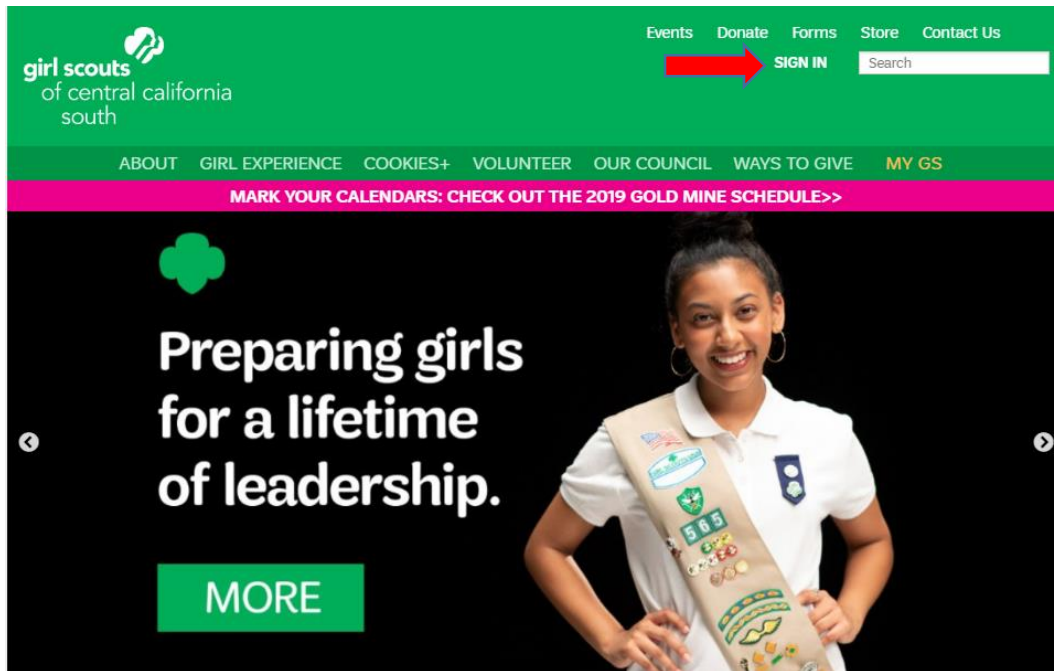 Events Donate Forms Store Contact Us
SIGN IN Search
girl scouts
of central california
south
ABOUT GIRL EXPERIENCE COOKIES+ VOLUNTEER OUR COUNCIL WAYS TO GIVE MY GS
MARK YOUR CALENDARS: CHECK OUT THE 2019 GOLD MINE SCHEDULE>>
Preparing girls
for a lifetime
of leadership.
565
MORE